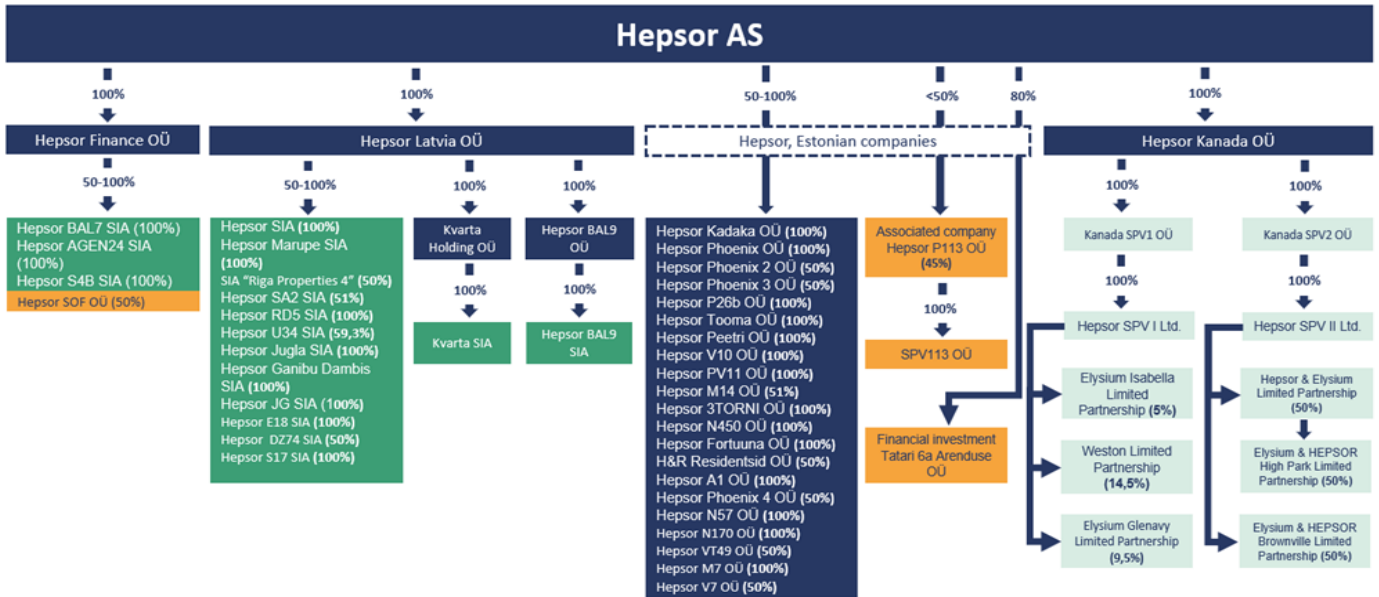 Hepsor AS
100%
100%
50-100%
<50%
80%
100%
Hepsor Finance OÜ
Hepsor Latvia OÜ
Hepsor, Estonian companies
Hepsor Kanada OÜ
50-100%
50-100%
100%
100%
100%
100%
Hepsor BAL7 SIA (100%)
Hepsor AGEN24 SIA
(100%)
Hepsor S4B SIA (100%)
Hepsor SOF OÜ (50%)
Hepsor SIA (100%)
Hepsor Marupe SIA
(100%)
SIA “Riga Properties 4” (50%)
Hepsor SA2 SIA (51%)
Hepsor RD5 SIA (100%)
Hepsor U34 SIA (59,3%)
Hepsor Jugla SIA (100%)
Hepsor Ganibu Dambis
SIA (100%)
Hepsor JG SIA (100%)
Hepsor E18 SIA (100%)
Hepsor DZ74 SIA (50%)
Hepsor S17 SIA (100%)
Kvarta
Holding OÜ
100%
Kvarta SIA
Hepsor BAL9
OÜ
100%
Hepsor BAL9
SIA
Hepsor Kadaka OÜ (100%)
Hepsor Phoenix OÜ (100%)
Hepsor Phoenix 2 OÜ (50%)
Hepsor Phoenix 3 OÜ (50%)
Hepsor P26b OÜ (100%)
Hepsor Tooma OÜ (100%)
Hepsor Peetri OÜ (100%)
Hepsor V10 OÜ (100%)
Hepsor PV11 OÜ (100%)
Hepsor M14 OÜ (51%)
Hepsor 3TORNI OÜ (100%)
Hepsor N450 OÜ (100%)
Hepsor Fortuuna OÜ (100%)
H&R Residentsid OÜ (50%)
Hepsor A1 OÜ (100%)
Hepsor Phoenix 4 OÜ (50%)
Hepsor N57 OÜ (100%)
Hepsor N170 OÜ (100%)
Hepsor VT49 OÜ (50%)
Hepsor M7 OÜ (100%)
Hepsor V7 OÜ (50%)
Associated company
Hepsor P113 OÜ
(45%)
100%
SPV113 OÜ
Financial investment
Tatari 6a Arenduse
OÜ
Kanada SPV1 OÜ
100%
Hepsor SPV I Ltd.
Elysium Isabella
Limited
Partnership (5%)
Weston Limited
Partnership
(14,5%)
Elysium Glenavy
Limited Partnership
(9,5%)
Kanada SPV2 OÜ
100%
Hepsor SPV II Ltd.
Hepsor & Elysium
Limited Partnership
(50%)
Elysium & HEPSOR
High Park Limited
Partnership (50%)
Elysium & HEPSOR
Brownville Limited
Partnership (50%)